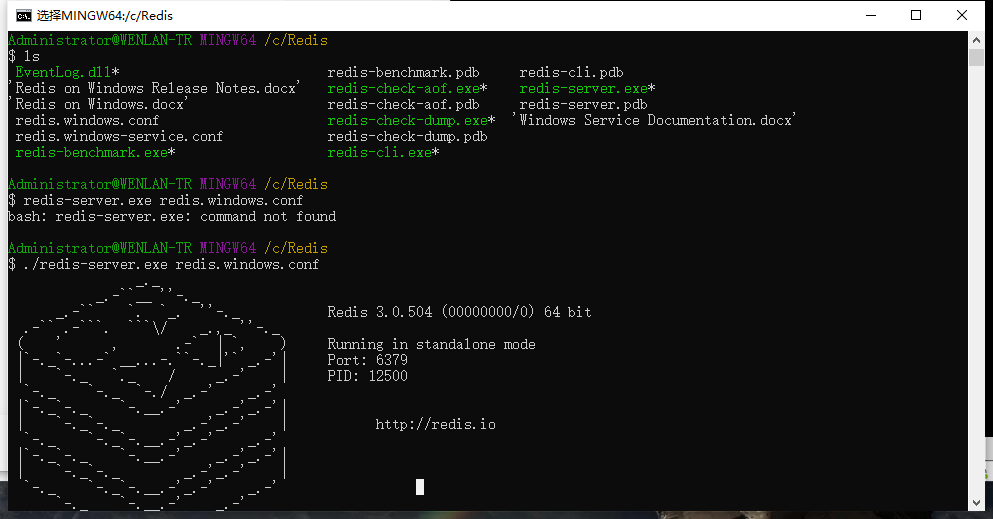 选择MINGW64:/c/Redis
Administrator@WENLAN-TR MINGW64 /c/Redis
$ ls
EventLog.dll* redis-benchmark.pdb redis-cli.pdb
'Redis on Windows Release Notes.docx' redis-check-aof.exe* redis-server.exe*
'Redis on Windows.docx' redis-check-aof.pdb redis-server.pdb
redis.windows.conf redis-check-dump.exe* 'Windows Service Documentation.docx'
redis.windows-service.conf redis-check-dump.pdb
redis-benchmark.exe* redis-cli.exe*
Administrator@WENLAN-TR MINGW64 /c/Redis
$ redis-server.exe redis.windows.conf
bash: redis-server.exe: command not found
Administrator@WENLAN-TR MINGW64 /c/Redis
$ ./redis-server.exe redis.windows.conf
Redis 3.0.504 (00000000/0) 64 bit
Running in standalone mode
Port: 6379
PID: 12500
http://redis.io